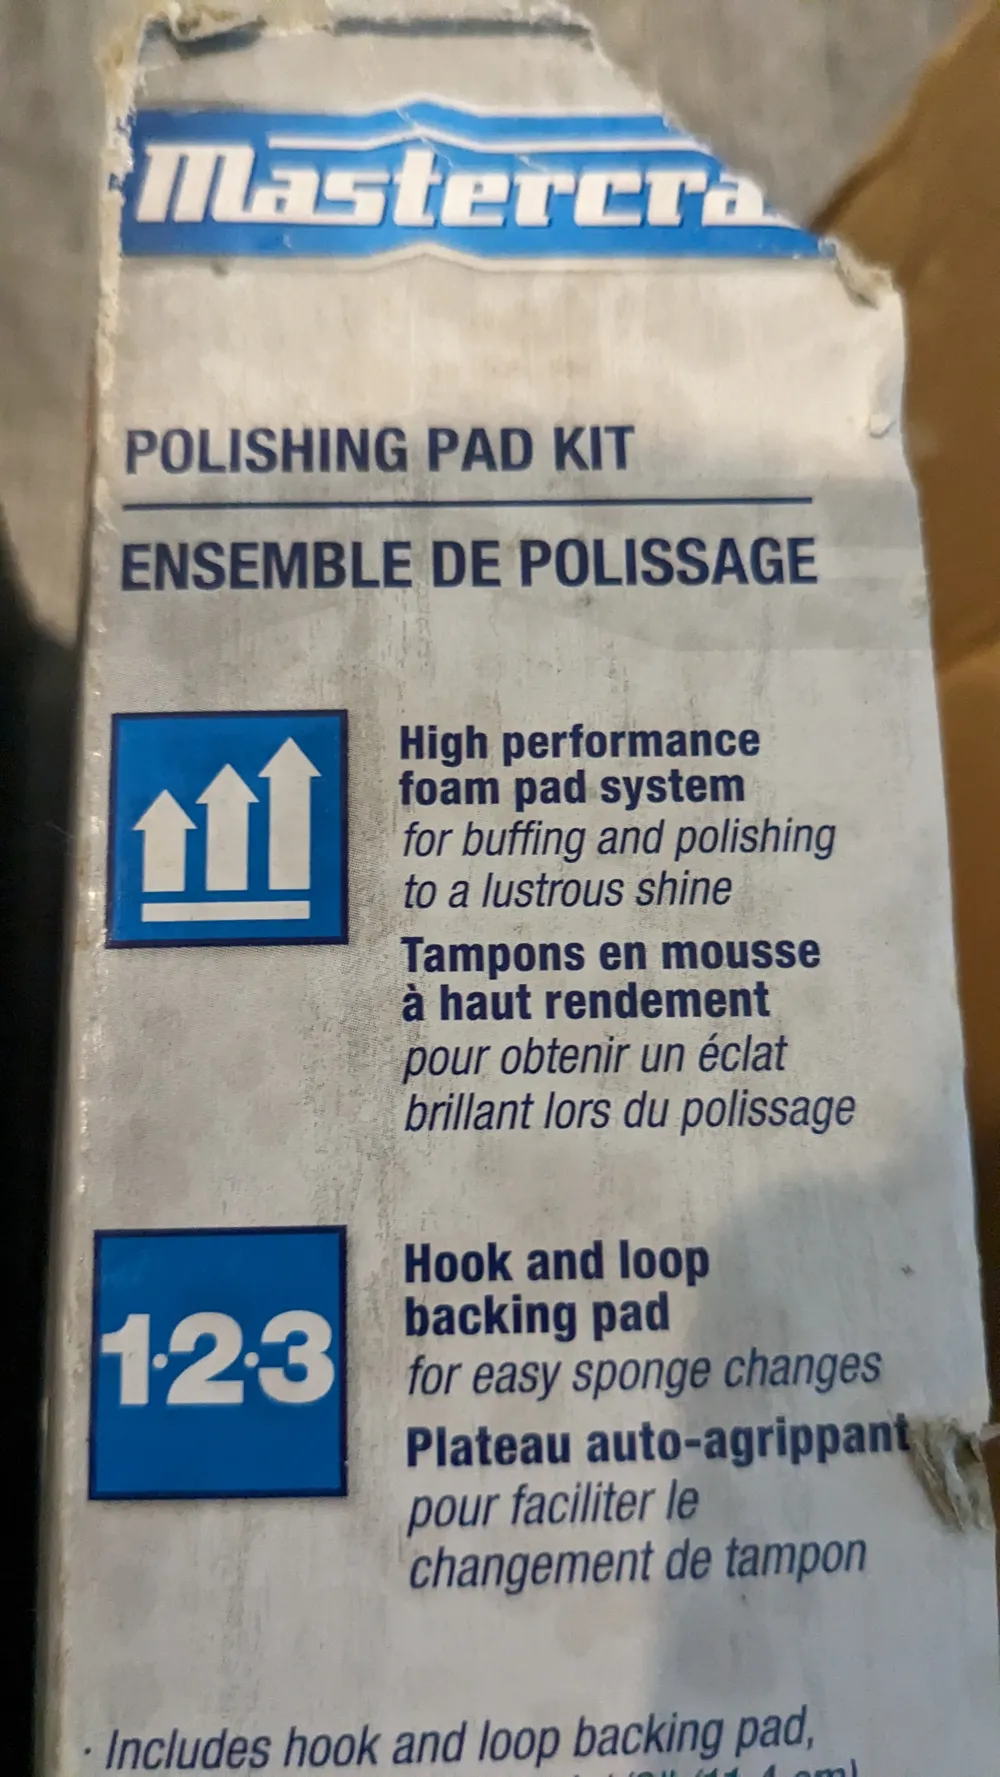 Mastercra
POLISHING PAD KIT
ENSEMBLE DE POLISSAGE
High performance
foam pad system
for buffing and polishing
to a lustrous shine
Tampons en mousse
à haut rendement
pour obtenir un éclat
brillant lors du polissage
1·2·3
Hook and loop
backing pad
for easy sponge changes
Plateau auto-agrippant
pour faciliter le
changement de tampon
· Includes hook and loop backing pad,